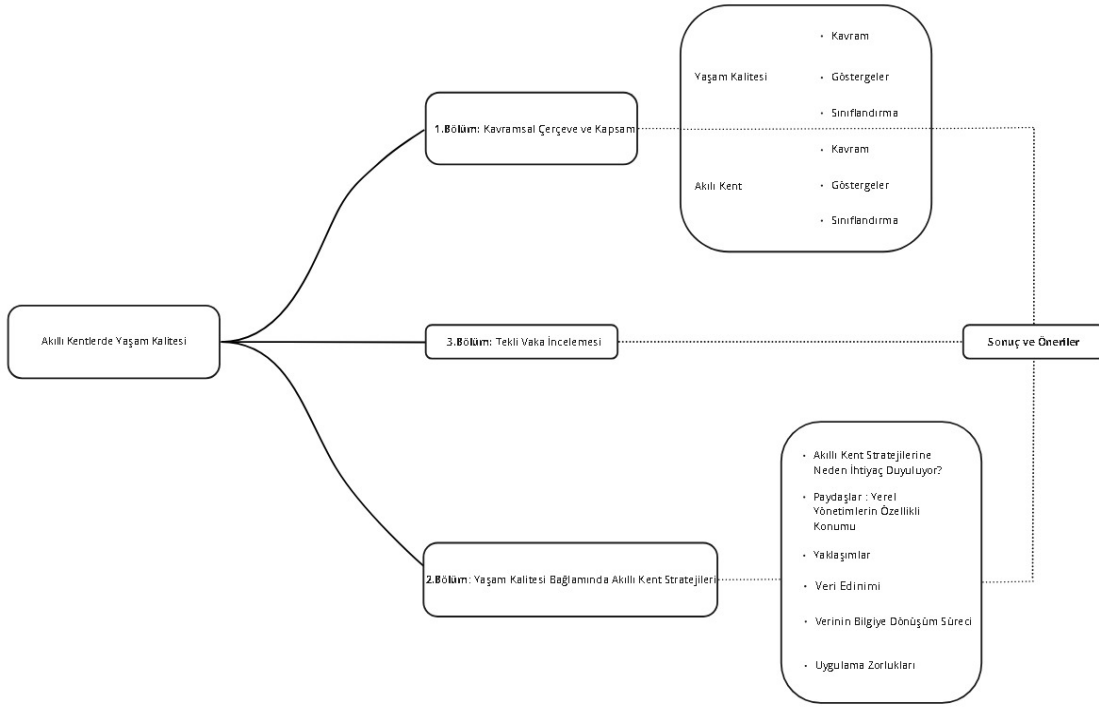 Akıllı Kentlerde Yaşam Kalitesi
1.Bölüm: Kavramsal Çerçeve ve Kapsam
Yaşam Kalitesi
• Kavram
• Göstergeler
• Sınıflandırma
Akıllı Kent
• Kavram
• Göstergeler
• Sınıflandırma
3.Bölüm: Tekli Vaka İncelemesi
Sonuç ve Öneriler
2.Bölüm: Yaşam Kalitesi Bağlamında Akıllı Kent Stratejileri
• Akıllı Kent Stratejilerine
Neden İhtiyaç Duyuluyor?
• Paydaşlar : Yerel
Yönetimlerin Özellikli
Konumu
• Yaklaşımlar
• Veri Edinimi
• Verinin Bilgiye Dönüşüm Süreci
• Uygulama Zorlukları